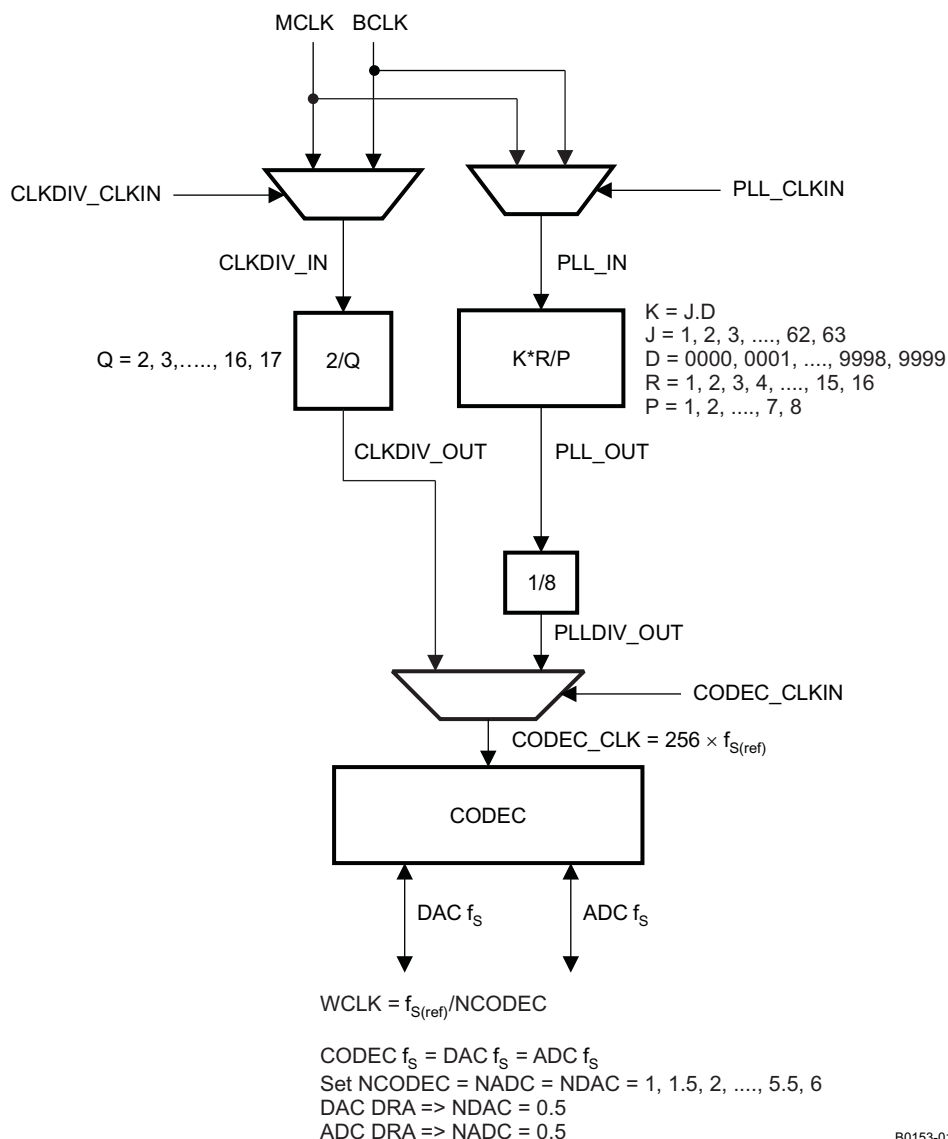 MCLK BCLK
CLKDIV_CLKIN
PLL_CLKIN
CLKDIV_IN
PLL_IN
K = J.D
J = 1, 2, 3, ...., 62, 63
D = 0000, 0001, ...., 9998, 9999
R = 1, 2, 3, 4, ...., 15, 16
P = 1, 2, ...., 7, 8
Q = 2, 3,....., 16, 17
2/Q
K*R/P
CLKDIV_OUT
PLL_OUT
1/8
PLLDIV_OUT
CODEC_CLKIN
CODEC_CLK = 256 × fS(ref)
CODEC
DAC fS
ADC fS
WCLK = fS(ref)/NCODEC
CODEC fS = DAC fS = ADC fS
Set NCODEC = NADC = NDAC = 1, 1.5, 2, ...., 5.5, 6
DAC DRA => NDAC = 0.5
ADC DRA => NADC = 0.5